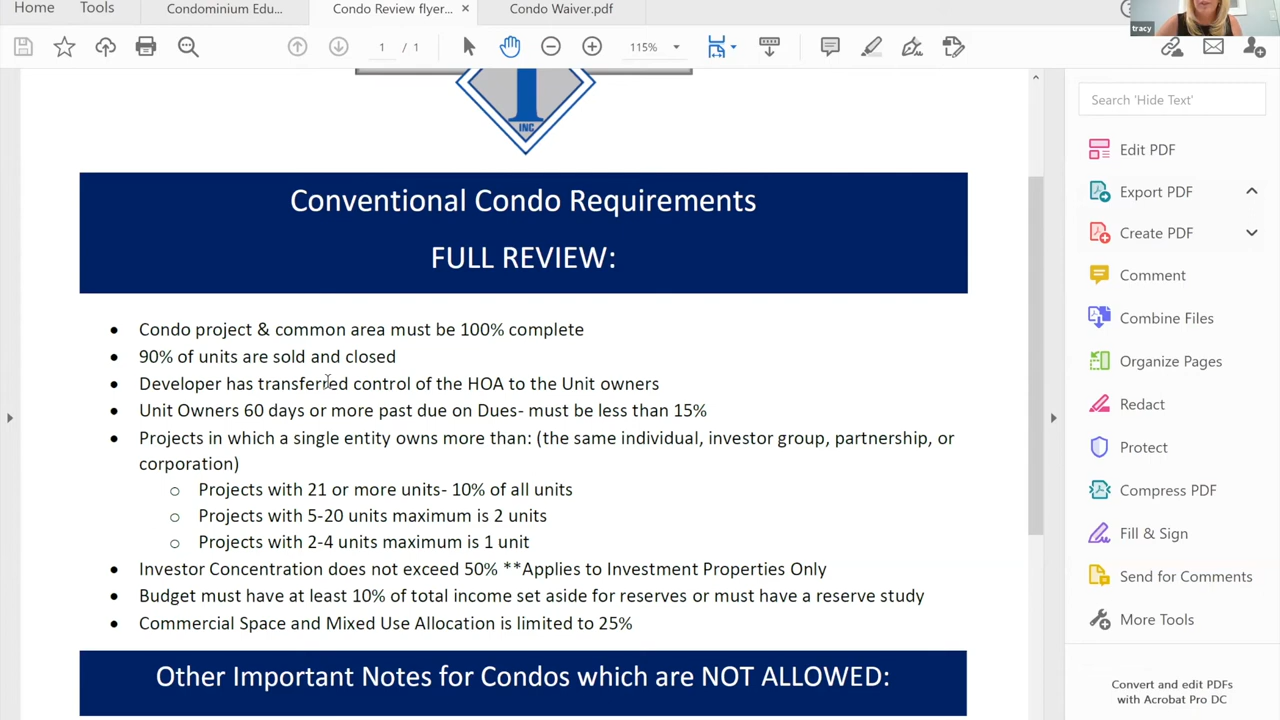 Home Tools Condominium Edu... Condo Review flyer... × Condo Waiver.pdf
tracy
1 / 1 115%
Search 'Hide Text'
INC.
Edit PDF
Conventional Condo Requirements
Export PDF
Create PDF
FULL REVIEW:
Comment
Combine Files
• Condo project & common area must be 100% complete
• 90% of units are sold and closed
Organize Pages
• Developer has transferred control of the HOA to the Unit owners
Redact
• Unit Owners 60 days or more past due on Dues- must be less than 15%
• Projects in which a single entity owns more than: (the same individual, investor group, partnership, or
corporation)
Protect
o Projects with 21 or more units- 10% of all units
Compress PDF
o Projects with 5-20 units maximum is 2 units
Fill & Sign
o Projects with 2-4 units maximum is 1 unit
• Investor Concentration does not exceed 50% **Applies to Investment Properties Only
Send for Comments
• Budget must have at least 10% of total income set aside for reserves or must have a reserve study
• Commercial Space and Mixed Use Allocation is limited to 25%
More Tools
Other Important Notes for Condos which are NOT ALLOWED:
Convert and edit PDFs
with Acrobat Pro DC